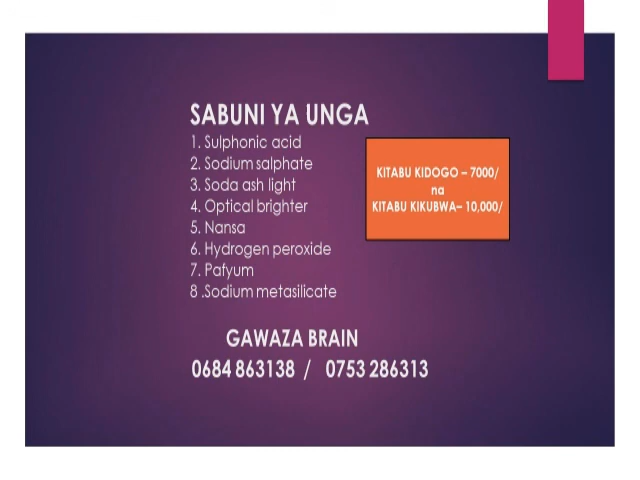 SABUNI YA UNGA
1. Sulphonic acid
2. Sodium salphate
3. Soda ash light
4. Optical brighter
5. Nansa
6. Hydrogen peroxide
7. Pafyum
8 .Sodium metasilicate
KITABU KIDOGO – 7000/
na
KITABU KIKUBWA– 10,000/
GAWAZA BRAIN
0684 863138 / 0753 286313